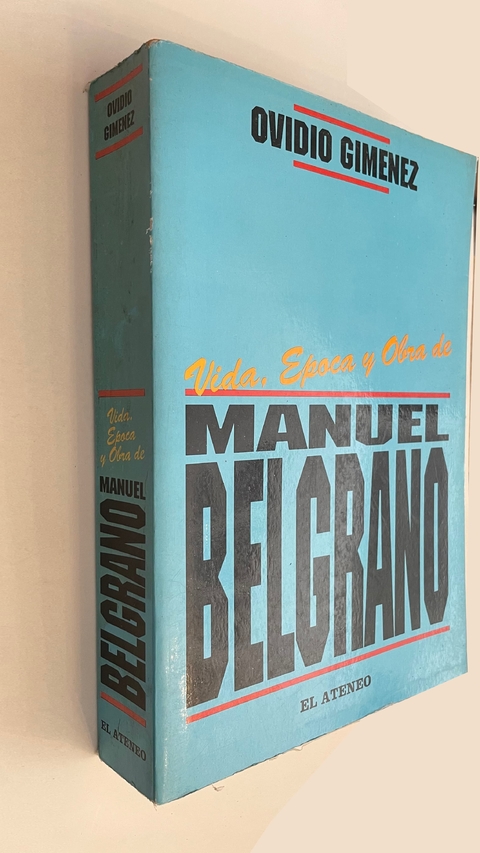 OVIDIO
GIMENEZ
Vida,
Epoca
y Obra de
MANUEL
BELGRANO
EL ATENEO
OVIDIO GIMENEZ
Vida, Epoca y Obra de
MANUEL
BELGRANO
EL ATENEO